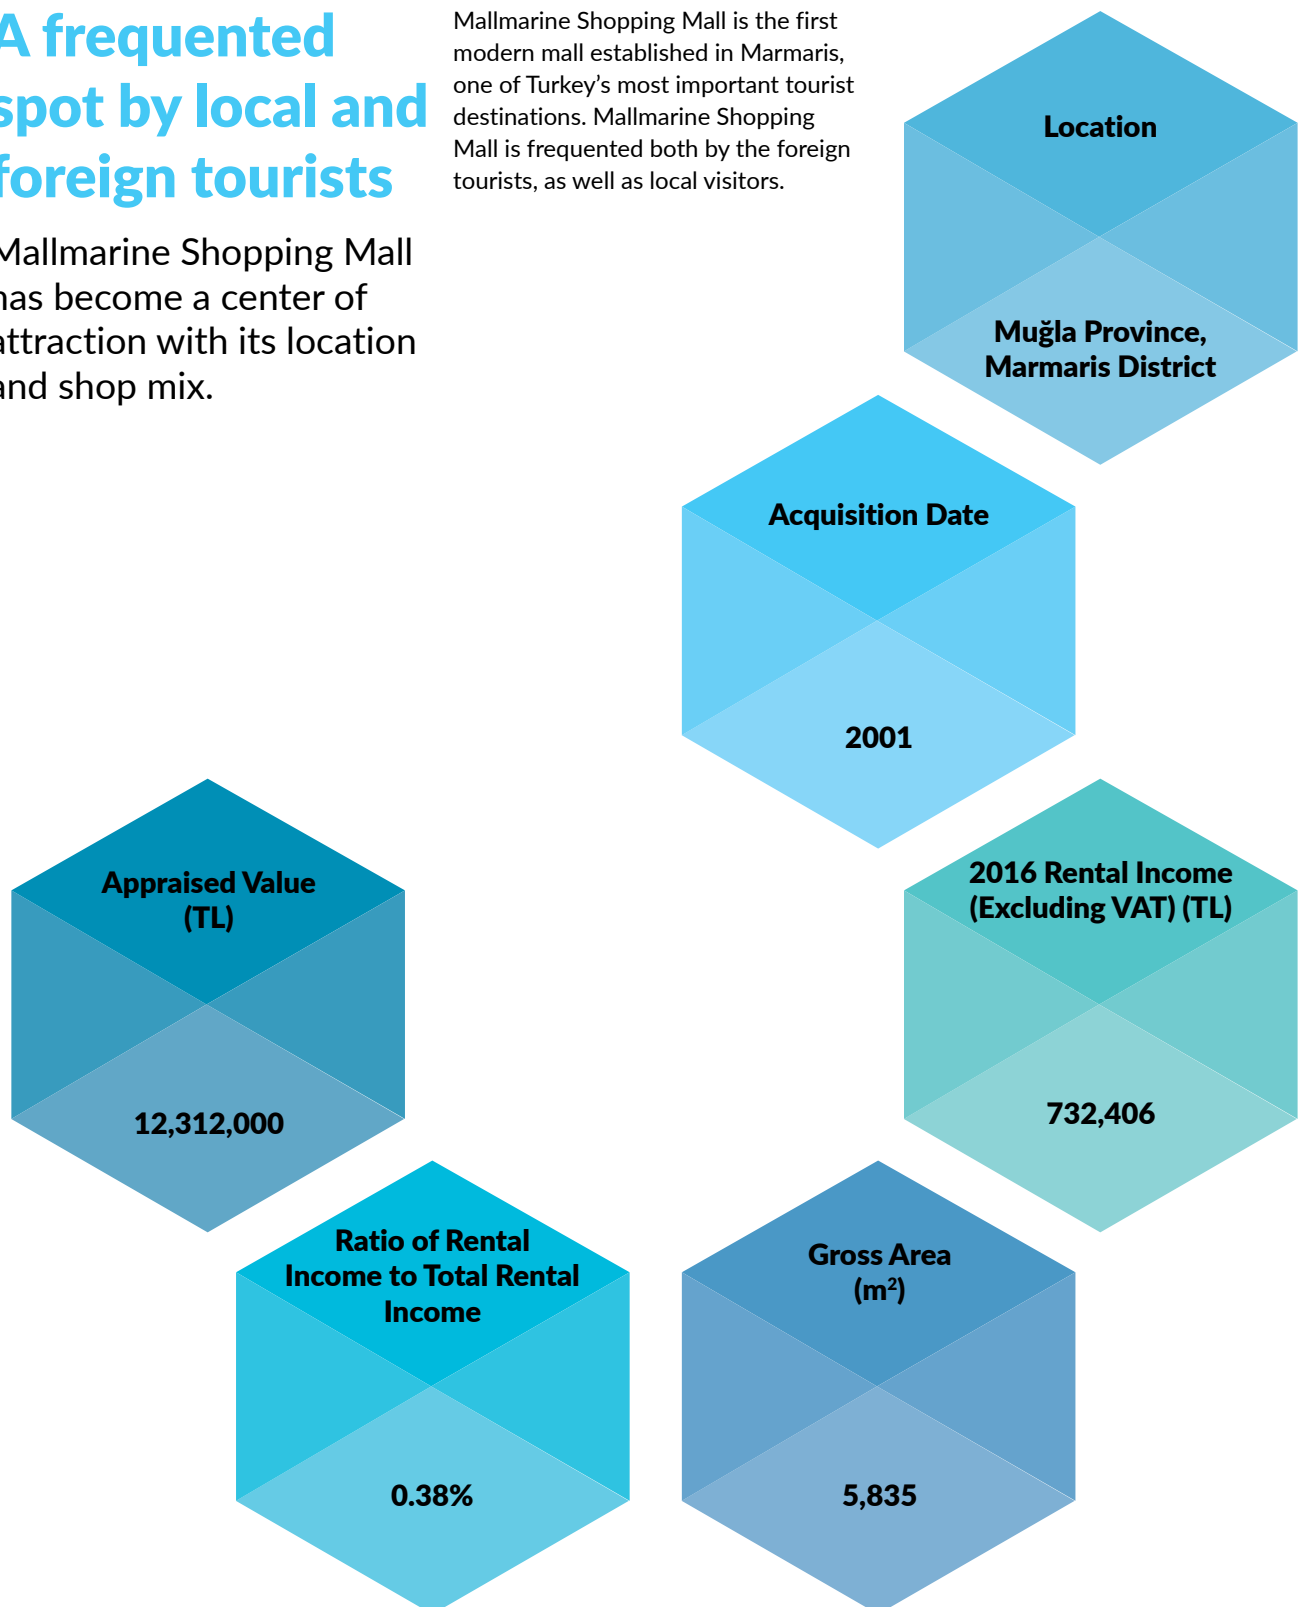 A frequented
spot by local and
foreign tourists
Mallmarine Shopping Mall
has become a center of
attraction with its location
and shop mix.
Mallmarine Shopping Mall is the first
modern mall established in Marmaris,
one of Turkey’s most important tourist
destinations. Mallmarine Shopping
Mall is frequented both by the foreign
tourists, as well as local visitors.
Location
Muğla Province,
Marmaris District
Acquisition Date
2001
Appraised Value
(TL)
12,312,000
2016 Rental Income
(Excluding VAT) (TL)
732,406
Ratio of Rental
Income to Total Rental
Income
0.38%
Gross Area
(m²)
5,835